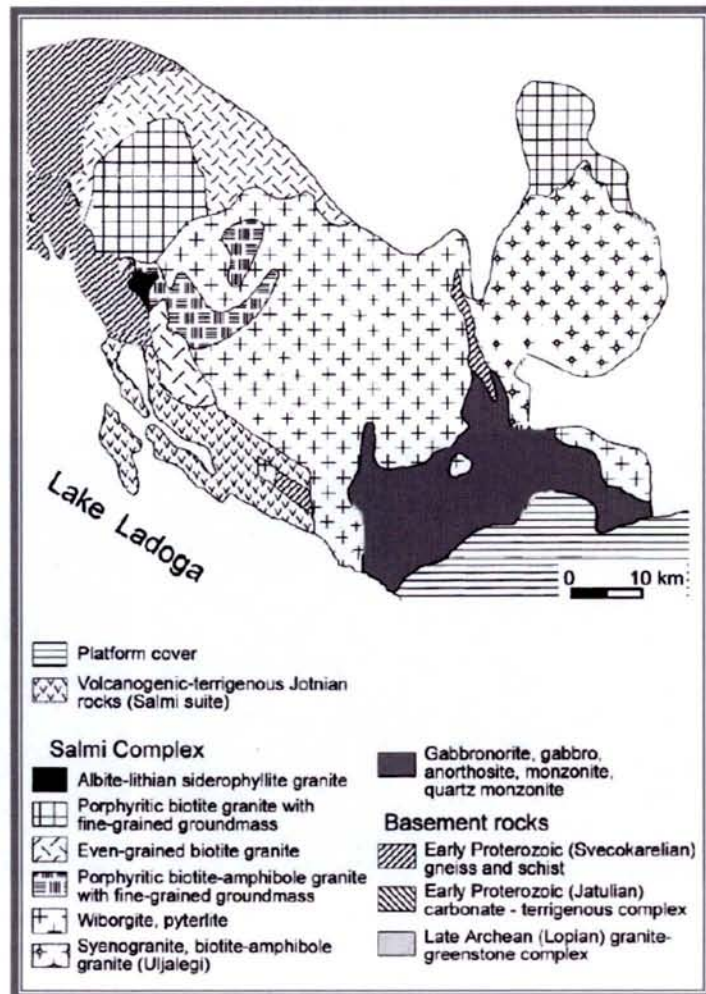 Lake Ladoga
0 10 km
Platform cover
Volcanogenic-terrigenous Jotnian
rocks (Salmi suite)
Salmi Complex
Albite-lithian siderophyllite granite
Porphyritic biotite granite with
fine-grained groundmass
Even-grained biotite granite
Porphyritic biotite-amphibole granite
with fine-grained groundmass
Wiborgite, pyterlite
Syenogranite, biotite-amphibole
granite (Uljalegi)
Gabbronorite, gabbro,
anorthosite, monzonite,
quartz monzonite
Basement rocks
Early Proterozoic (Svecokarelian)
gneiss and schist
Early Proterozoic (Jatulian)
carbonate - terrigenous complex
Late Archean (Lopian) granite-
greenstone complex